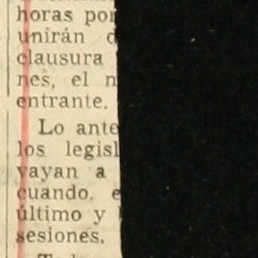 horas por
unirán
clausura
nes, el
entrante.
Lo ante
los legisl
vayan a
cuando.
último y
sesiones.